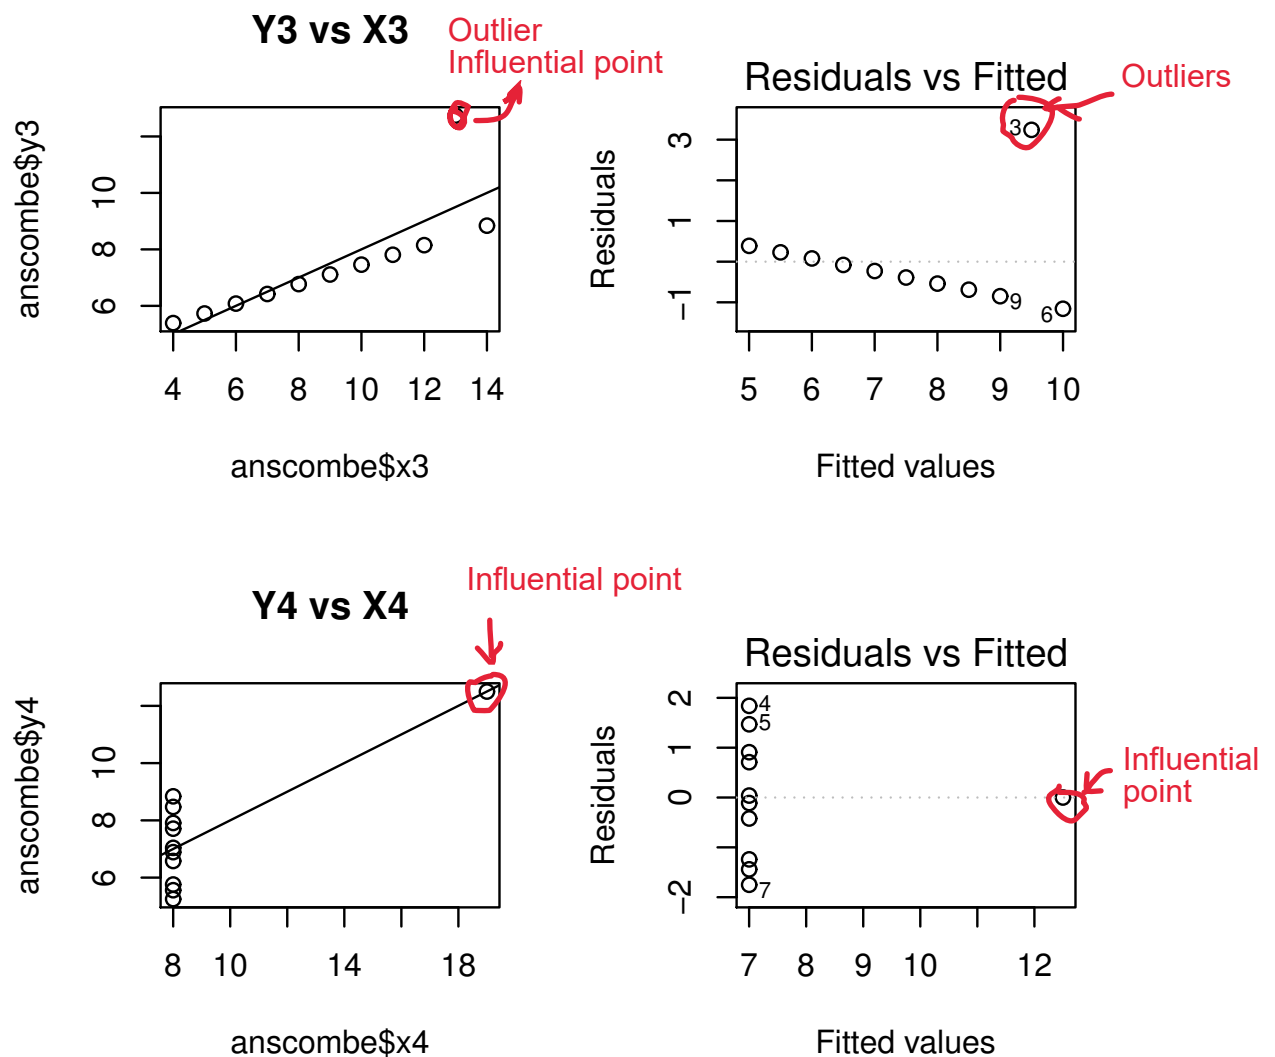 Y3 vs X3
Outlier
Influential point
anscombe$y3
6 8 10
4 6 8 10 12 14
anscombe$x3
Residuals vs Fitted
Outliers
Residuals
−1 1 3
3
9
6
5 6 7 8 9 10
Fitted values
Y4 vs X4
Influential point
anscombe$y4
6 8 10
8 10 14 18
anscombe$x4
Residuals vs Fitted
Influential
point
Residuals
−2 0 1 2
4
5
7
7 8 9 10 12
Fitted values